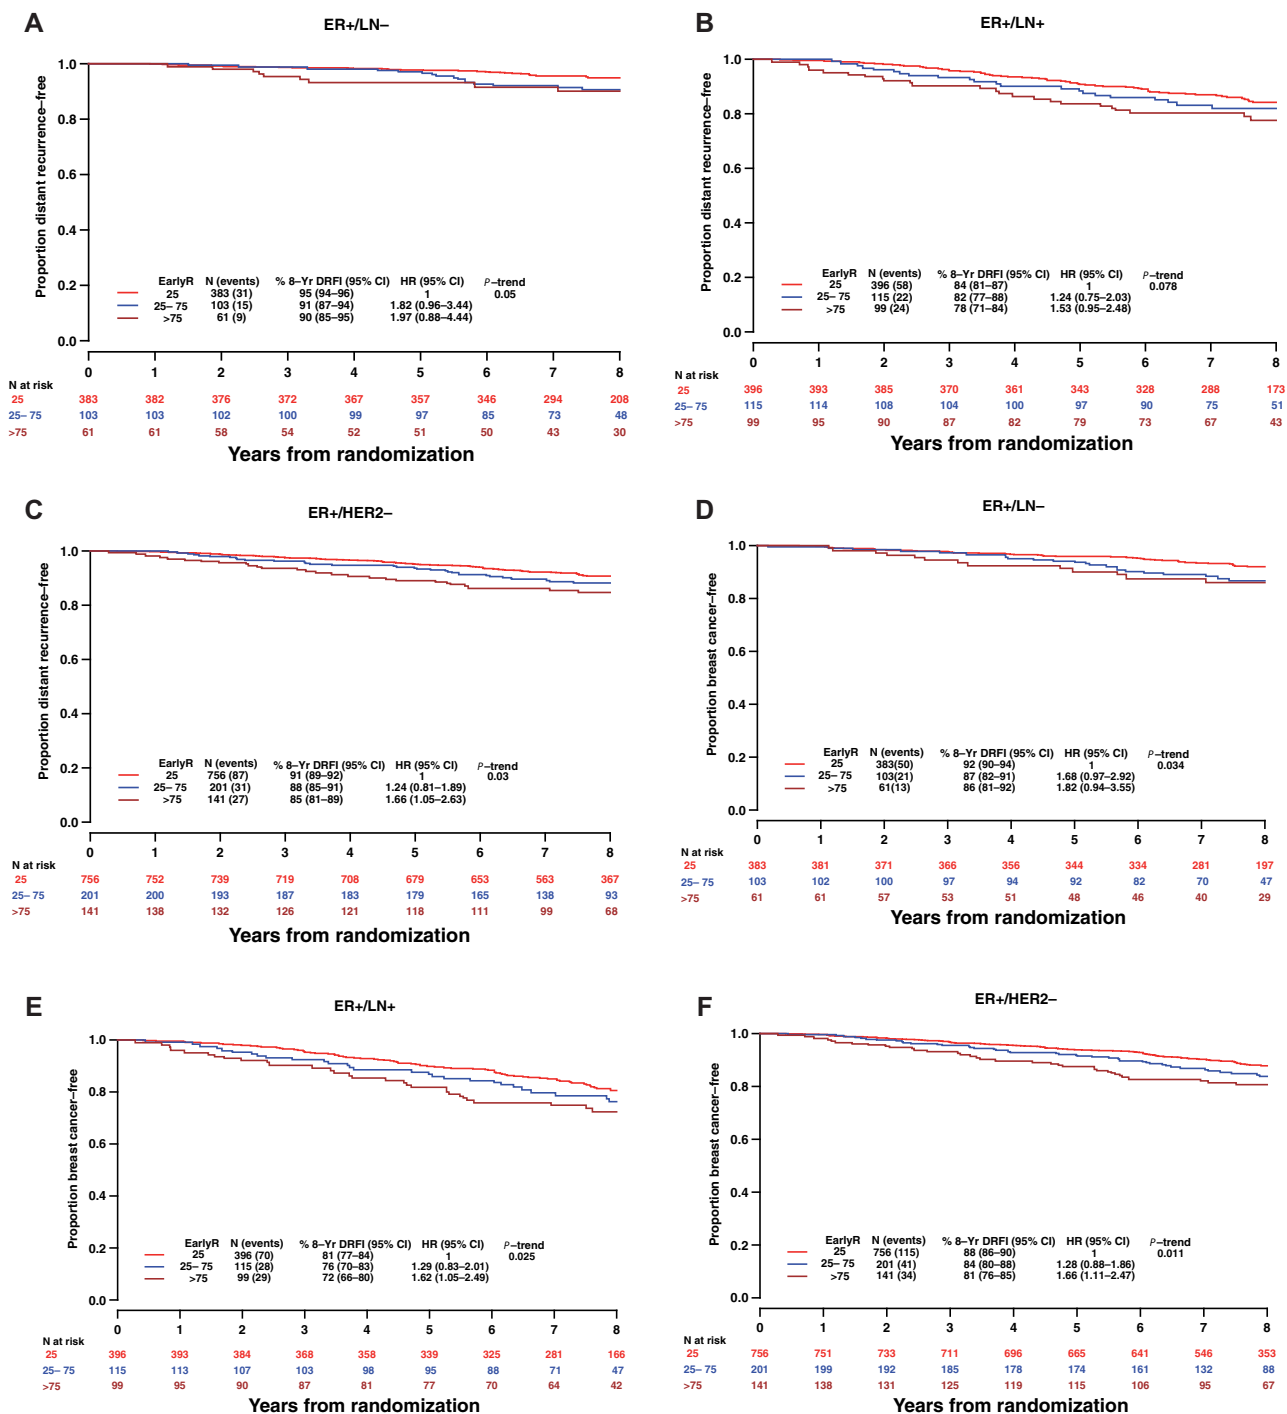 A
ER+/LN–
Proportion distant recurrence–free
1.0
0.8
0.6
0.4
0.2
0.0
EarlyR N (events) % 8–Yr DRFI (95% CI) HR (95% CI) P–trend
25 383 (31) 95 (94–96) 1 0.05
25– 75 103 (15) 91 (87–94) 1.82 (0.96–3.44)
>75 61 (9) 90 (85–95) 1.97 (0.88–4.44)
0 1 2 3 4 5 6 7 8
N at risk
25 383 382 376 372 367 357 346 294 208
25– 75 103 103 102 100 99 97 85 73 48
>75 61 61 58 54 52 51 50 43 30
Years from randomization
B
ER+/LN+
Proportion distant recurrence–free
1.0
0.8
0.6
0.4
0.2
0.0
EarlyR N (events) % 8–Yr DRFI (95% CI) HR (95% CI) P–trend
25 396 (58) 84 (81–87) 1 0.078
25– 75 115 (22) 82 (77–88) 1.24 (0.75–2.03)
>75 99 (24) 78 (71–84) 1.53 (0.95–2.48)
0 1 2 3 4 5 6 7 8
N at risk
25 396 393 385 370 361 343 328 288 173
25– 75 115 114 108 104 100 97 90 75 51
>75 99 95 90 87 82 79 73 67 43
Years from randomization
C
ER+/HER2–
Proportion distant recurrence–free
1.0
0.8
0.6
0.4
0.2
0.0
EarlyR N (events) % 8–Yr DRFI (95% CI) HR (95% CI) P–trend
25 756 (87) 91 (89–92) 1 0.03
25– 75 201 (31) 88 (85–91) 1.24 (0.81–1.89)
>75 141 (27) 85 (81–89) 1.66 (1.05–2.63)
0 1 2 3 4 5 6 7 8
N at risk
25 756 752 739 719 708 679 653 563 367
25– 75 201 200 193 187 183 179 165 138 93
>75 141 138 132 126 121 118 111 99 68
Years from randomization
D
ER+/LN–
Proportion breast cancer–free
1.0
0.8
0.6
0.4
0.2
0.0
EarlyR N (events) % 8–Yr DRFI (95% CI) HR (95% CI) P–trend
25 383(50) 92 (90–94) 1 0.034
25– 75 103(21) 87 (82–91) 1.68 (0.97–2.92)
>75 61(13) 86 (81–92) 1.82 (0.94–3.55)
0 1 2 3 4 5 6 7 8
N at risk
25 383 381 371 366 356 344 334 281 197
25– 75 103 102 100 97 94 92 82 70 47
>75 61 61 57 53 51 48 46 40 29
Years from randomization
E
ER+/LN+
Proportion breast cancer–free
1.0
0.8
0.6
0.4
0.2
0.0
EarlyR N (events) % 8–Yr DRFI (95% CI) HR (95% CI) P–trend
25 396 (70) 81 (77–84) 1 0.025
25– 75 115 (28) 76 (70–83) 1.29 (0.83–2.01)
>75 99 (29) 72 (66–80) 1.62 (1.05–2.49)
0 1 2 3 4 5 6 7 8
N at risk
25 396 393 384 368 358 339 325 281 166
25– 75 115 113 107 103 98 95 88 71 47
>75 99 95 90 87 81 77 70 64 42
Years from randomization
F
ER+/HER2–
Proportion breast cancer–free
1.0
0.8
0.6
0.4
0.2
0.0
EarlyR N (events) % 8–Yr DRFI (95% CI) HR (95% CI) P–trend
25 756 (115) 88 (86–90) 1 0.011
25– 75 201 (41) 84 (80–88) 1.28 (0.88–1.86)
>75 141 (34) 81 (76–85) 1.66 (1.11–2.47)
0 1 2 3 4 5 6 7 8
N at risk
25 756 751 733 711 696 665 641 546 353
25– 75 201 199 192 185 178 174 161 132 88
>75 141 138 131 125 119 115 106 95 67
Years from randomization